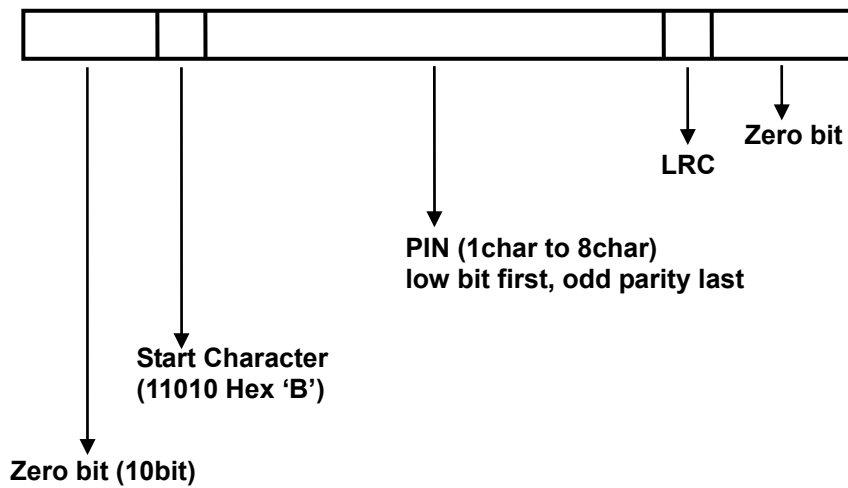 Zero bit
LRC
PIN (1char to 8char)
low bit first, odd parity last
Start Character
(11010 Hex ‘B’)
Zero bit (10bit)